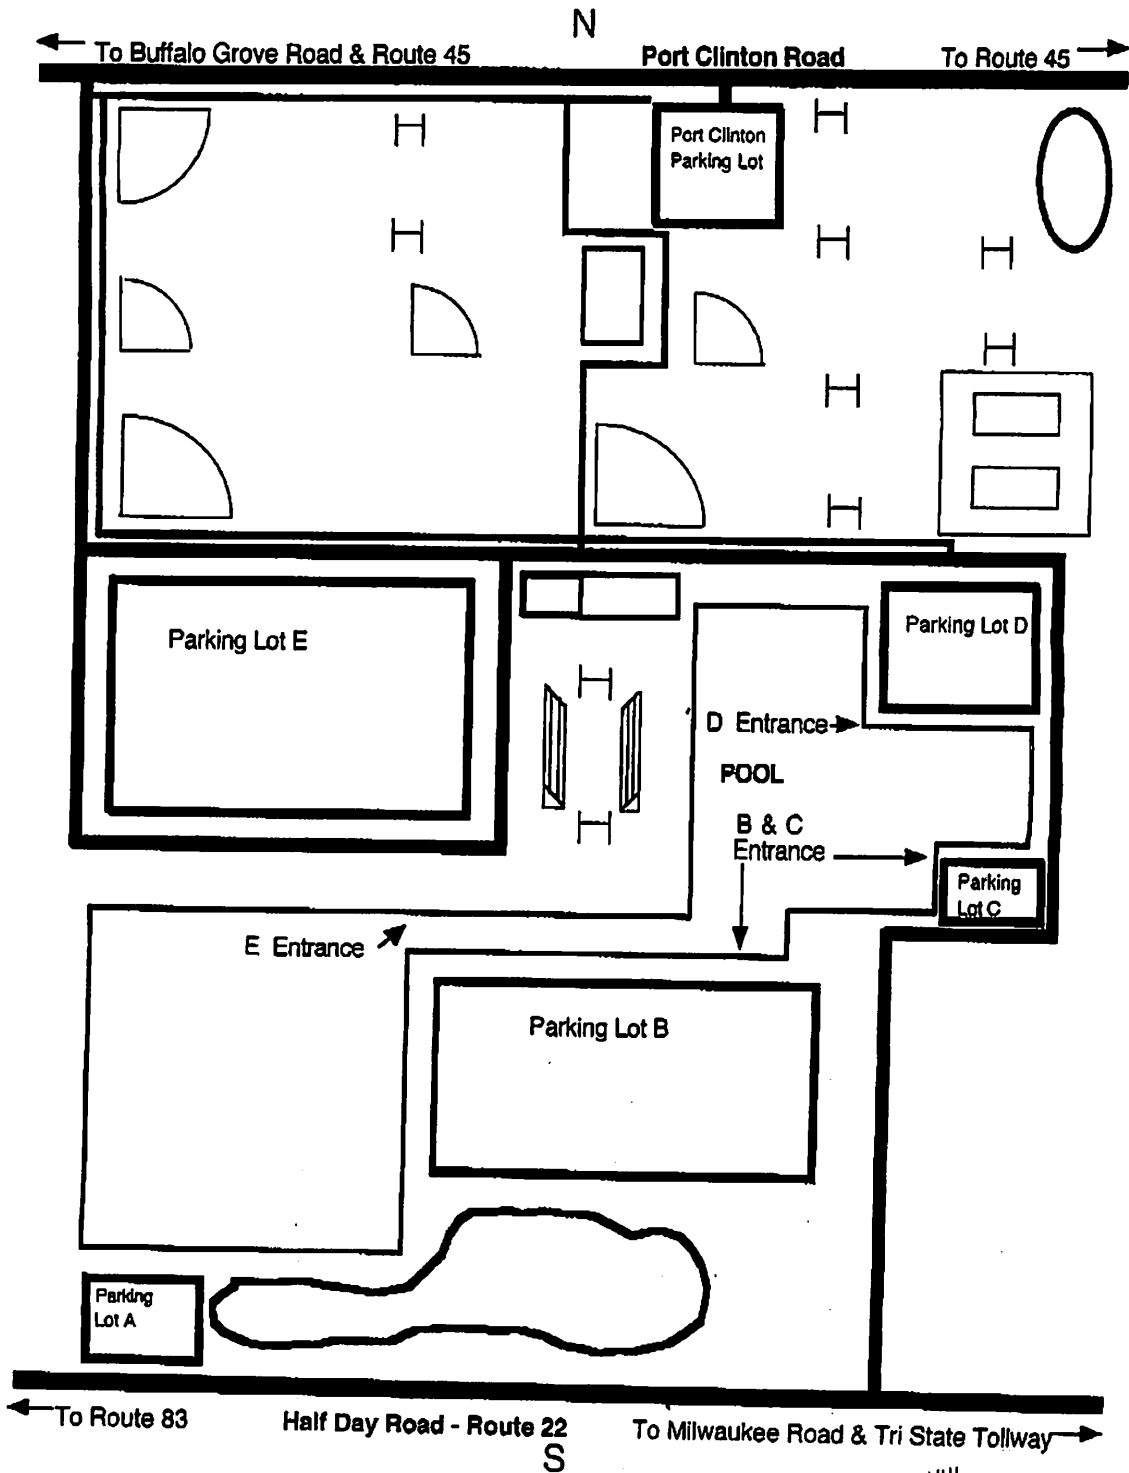 N
To Buffalo Grove Road & Route 45
Port Clinton Road
To Route 45
Port Clinton
Parking Lot
Parking Lot E
Parking Lot D
D Entrance
POOL
B & C
Entrance
Parking
Lot C
E Entrance
Parking Lot B
Parking
Lot A
To Route 83
Half Day Road - Route 22
To Milwaukee Road & Tri State Tollway
S